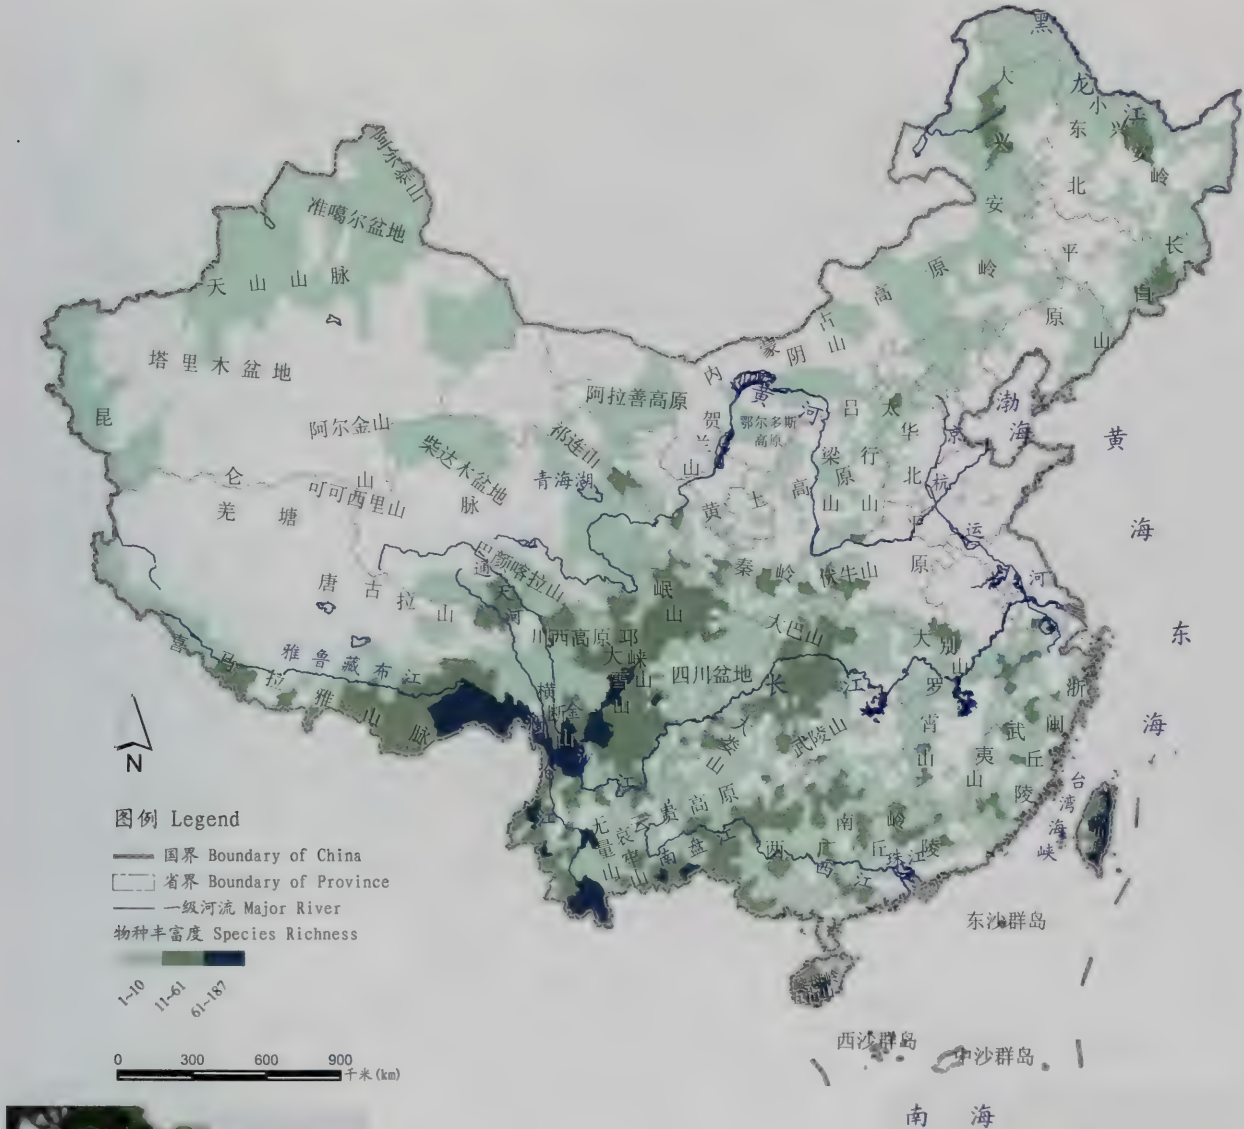 黑龙江
大兴安岭
小兴安岭
东北平原
长白山
阿尔泰山
准噶尔盆地
天山山脉
塔里木盆地
内蒙古高原
阴山
阿拉善高原
贺兰山
黄河
鄂尔多斯
高原
吕梁山
太行山
华北平原
京杭运河
渤海
黄海
昆仑山脉
阿尔金山
柴达木盆地
祁连山
青海湖
可可西里山
羌塘
黄土高原
唐古拉山
巴颜喀拉山
通天河
岷山
秦岭
伏牛山
喜马拉雅山脉
雅鲁藏布江
川西高原
邛崃山
大雪山
四川盆地
大巴山
大别山
长江
东海
横断山
金沙江
大娄山
武陵山
罗霄山
武夷山
浙闽丘陵
云贵高原
南岭
无量山
哀牢山
南盘江
两广丘陵
西江
珠江
台湾海峡
东沙群岛
西沙群岛
中沙群岛
南海
N
图例 Legend
国界 Boundary of China
省界 Boundary of Province
一级河流 Major River
物种丰富度 Species Richness
1~10
11~61
61~187
0 300 600 900
千米(km)